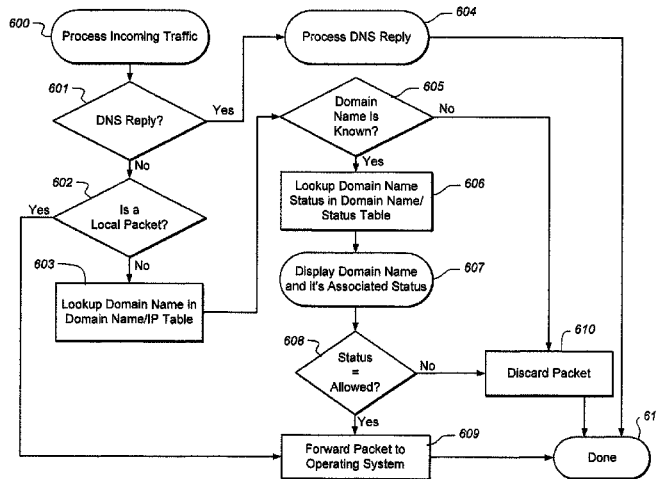 600
Process Incoming Traffic
604
Process DNS Reply
601
DNS Reply?
Yes
No
605
Domain
Name Is
Known?
No
Yes
602
Is a
Local Packet?
Yes
No
606
Lookup Domain Name
Status in Domain Name/
Status Table
603
Lookup Domain Name in
Domain Name/IP Table
607
Display Domain Name
and it's Associated Status
608
Status
=
Allowed?
No
Yes
610
Discard Packet
609
Forward Packet to
Operating System
61
Done